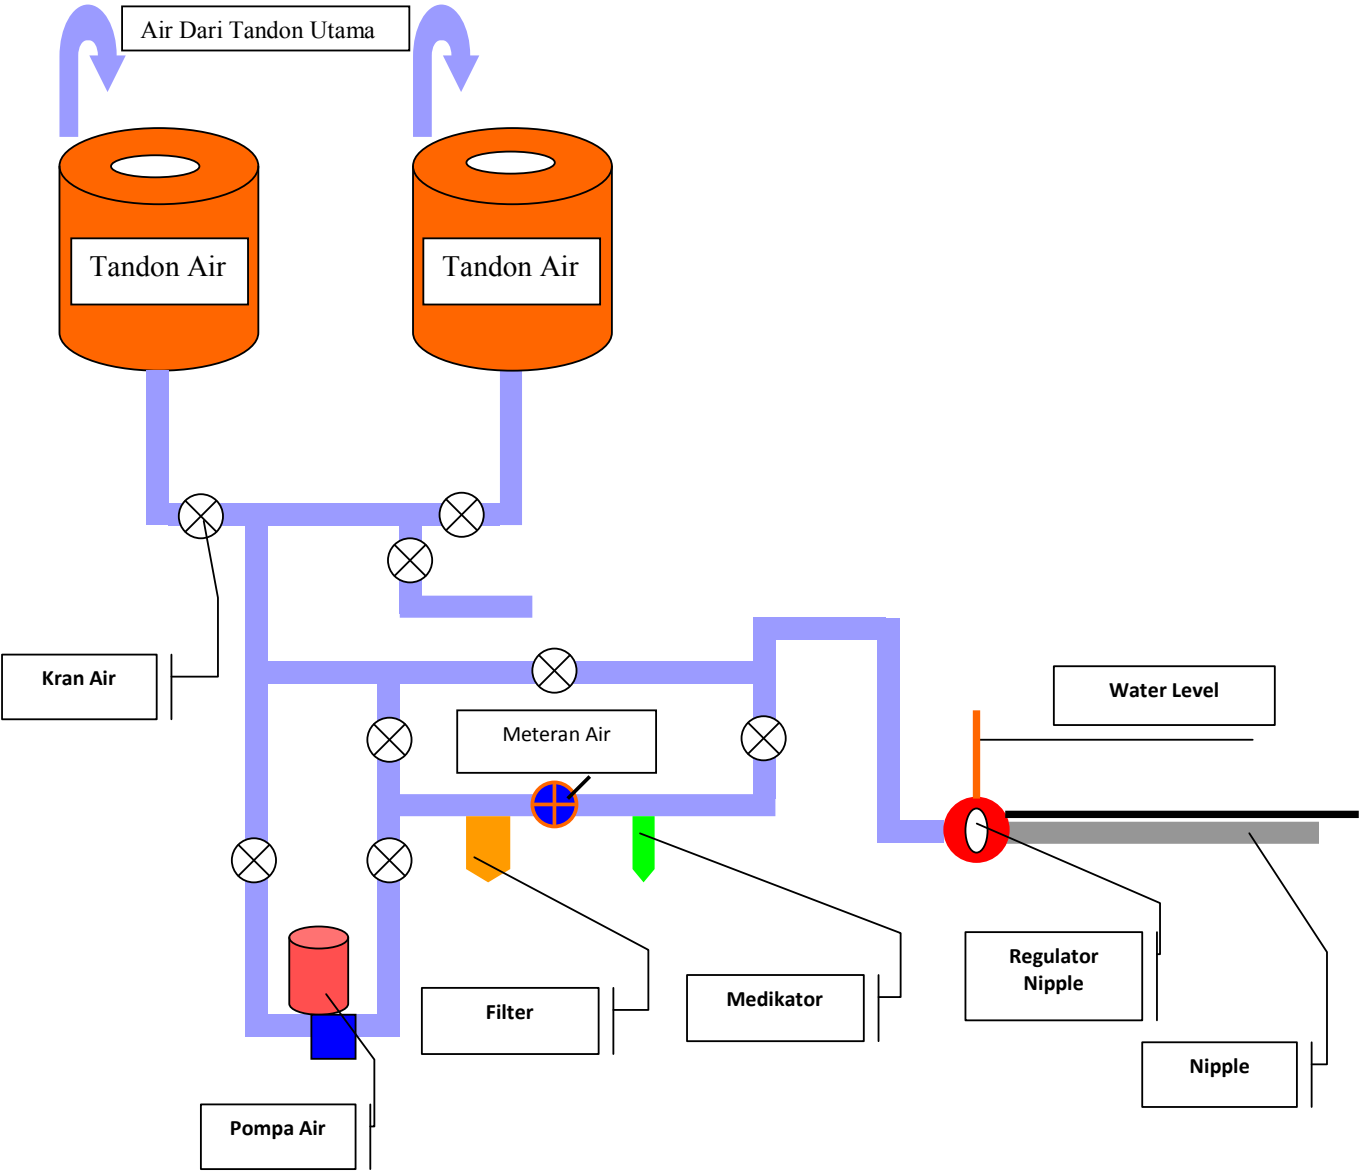 Air Dari Tandon Utama
Tandon Air
Tandon Air
Kran Air
Water Level
Meteran Air
Regulator
Nipple
Medikator
Filter
Nipple
Pompa Air